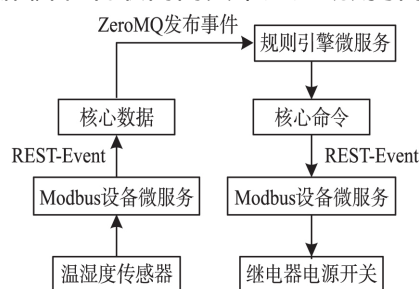 ZeroMQ发布事件
规则引擎微服务
核心数据
核心命令
REST-Event
REST-Event
Modbus设备微服务
Modbus设备微服务
温湿度传感器
继电器电源开关